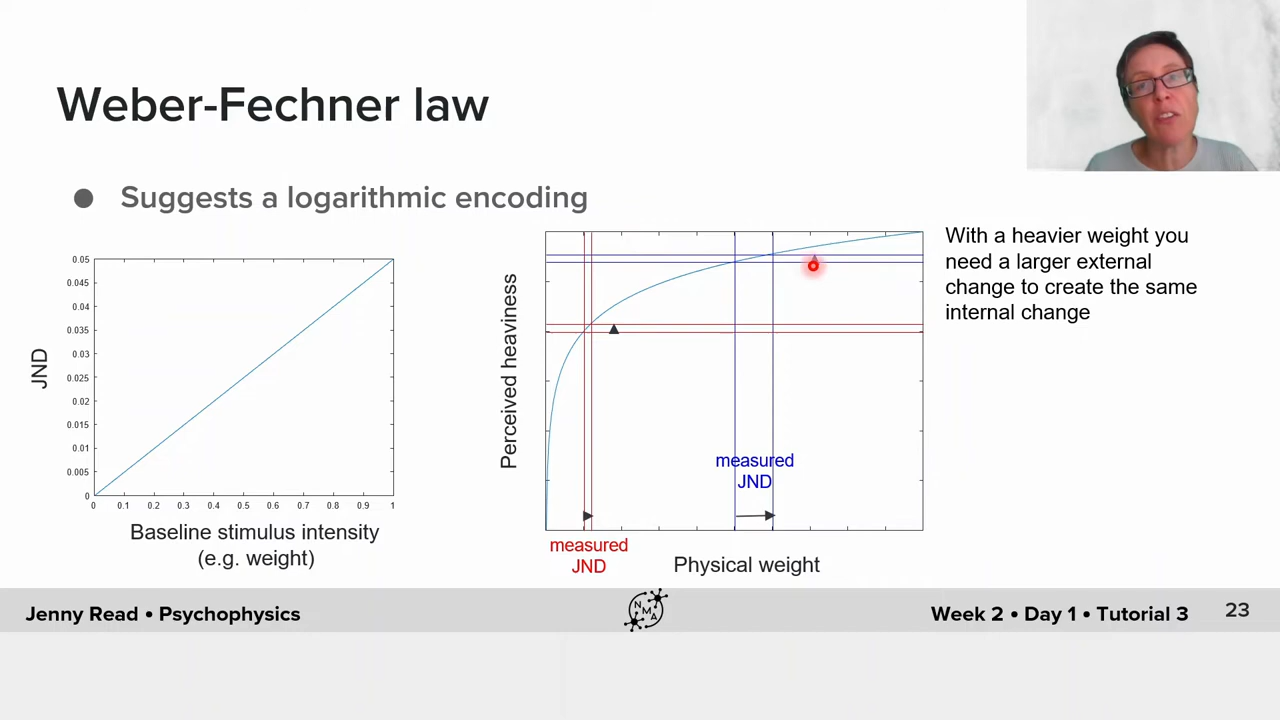 Weber-Fechner law
● Suggests a logarithmic encoding
JND
0.05
0.045
0.04
0.035
0.03
0.025
0.02
0.015
0.01
0.005
0
0 0.1 0.2 0.3 0.4 0.5 0.6 0.7 0.8 0.9 1
Baseline stimulus intensity
(e.g. weight)
Perceived heaviness
measured
JND
measured
JND
Physical weight
With a heavier weight you
need a larger external
change to create the same
internal change
Jenny Read • Psychophysics
NMA
Week 2 • Day 1 • Tutorial 3
23